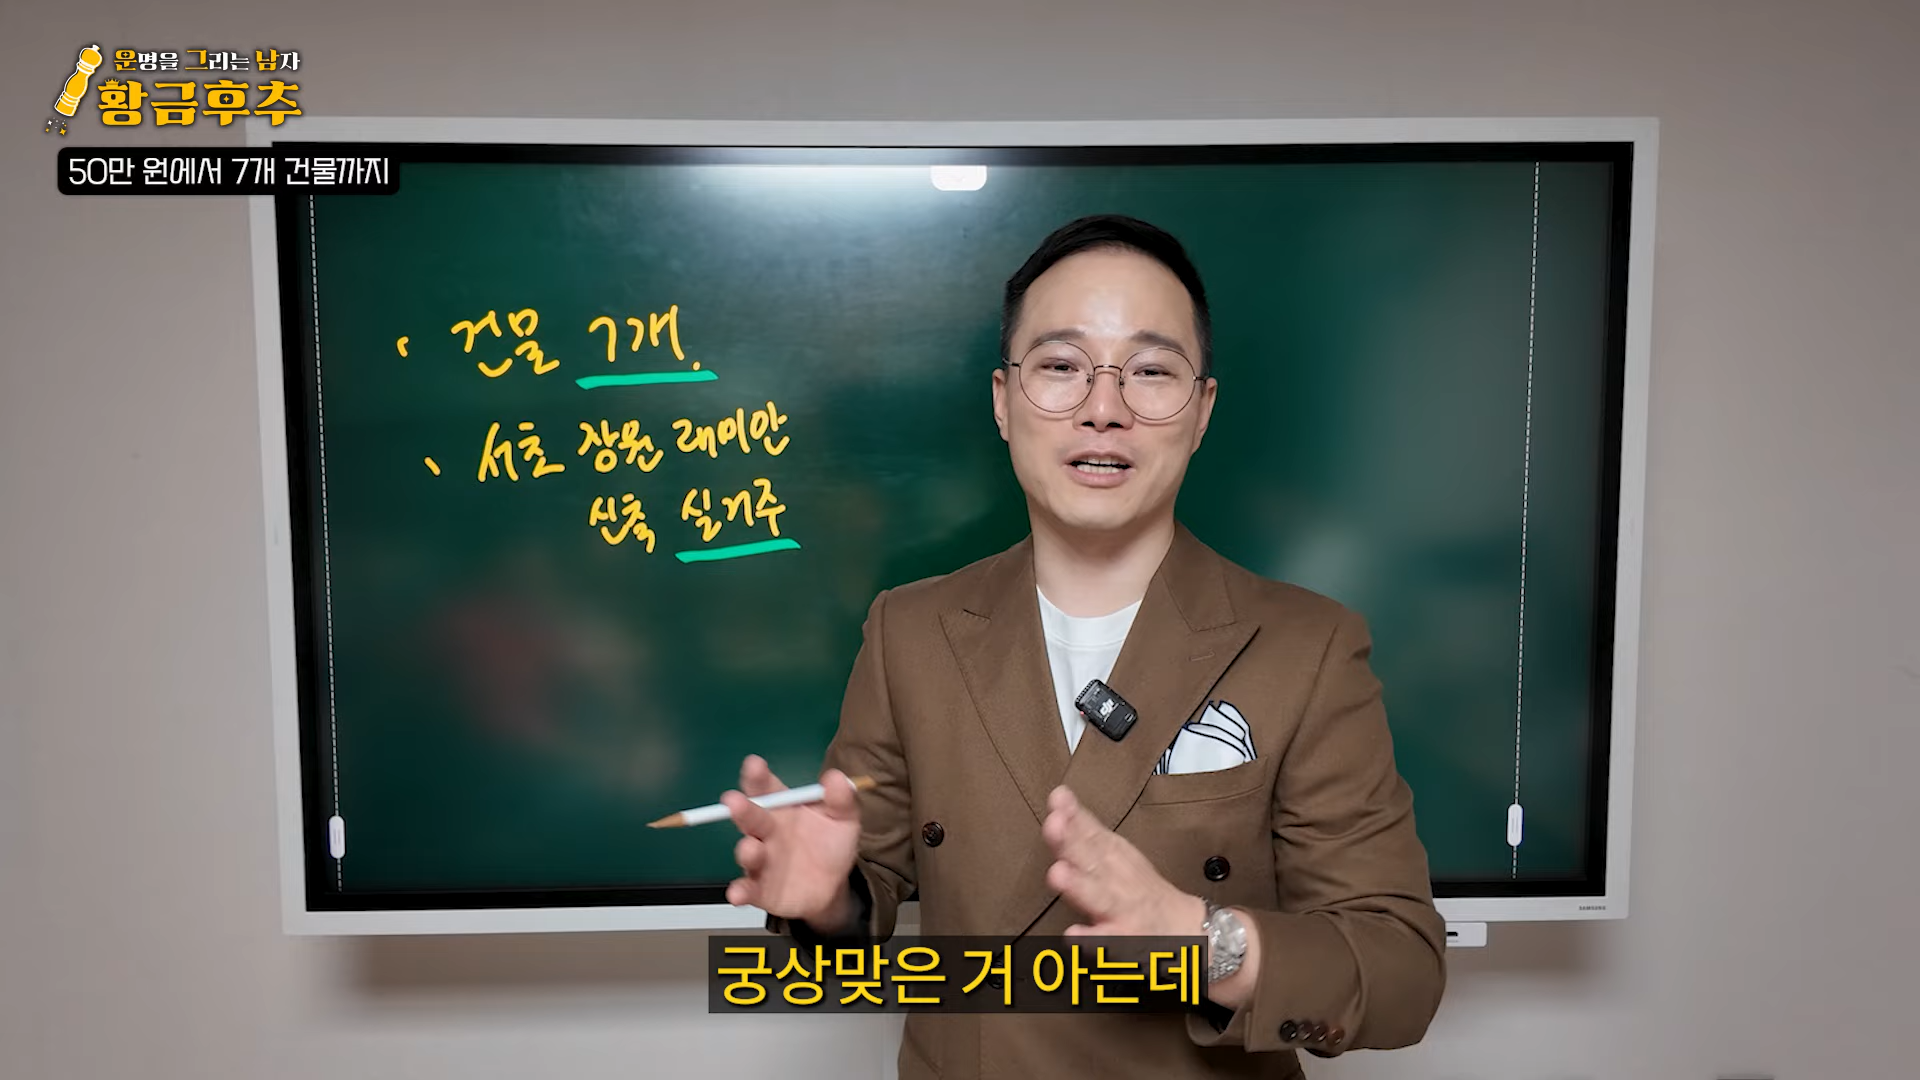 운명을 그리는 남자
황금후추
50만 원에서 7개 건물까지
건물 7개.
서초 장원 래미안
신축 실거주
dji
SAMSUNG
궁상맞은 거 아는데